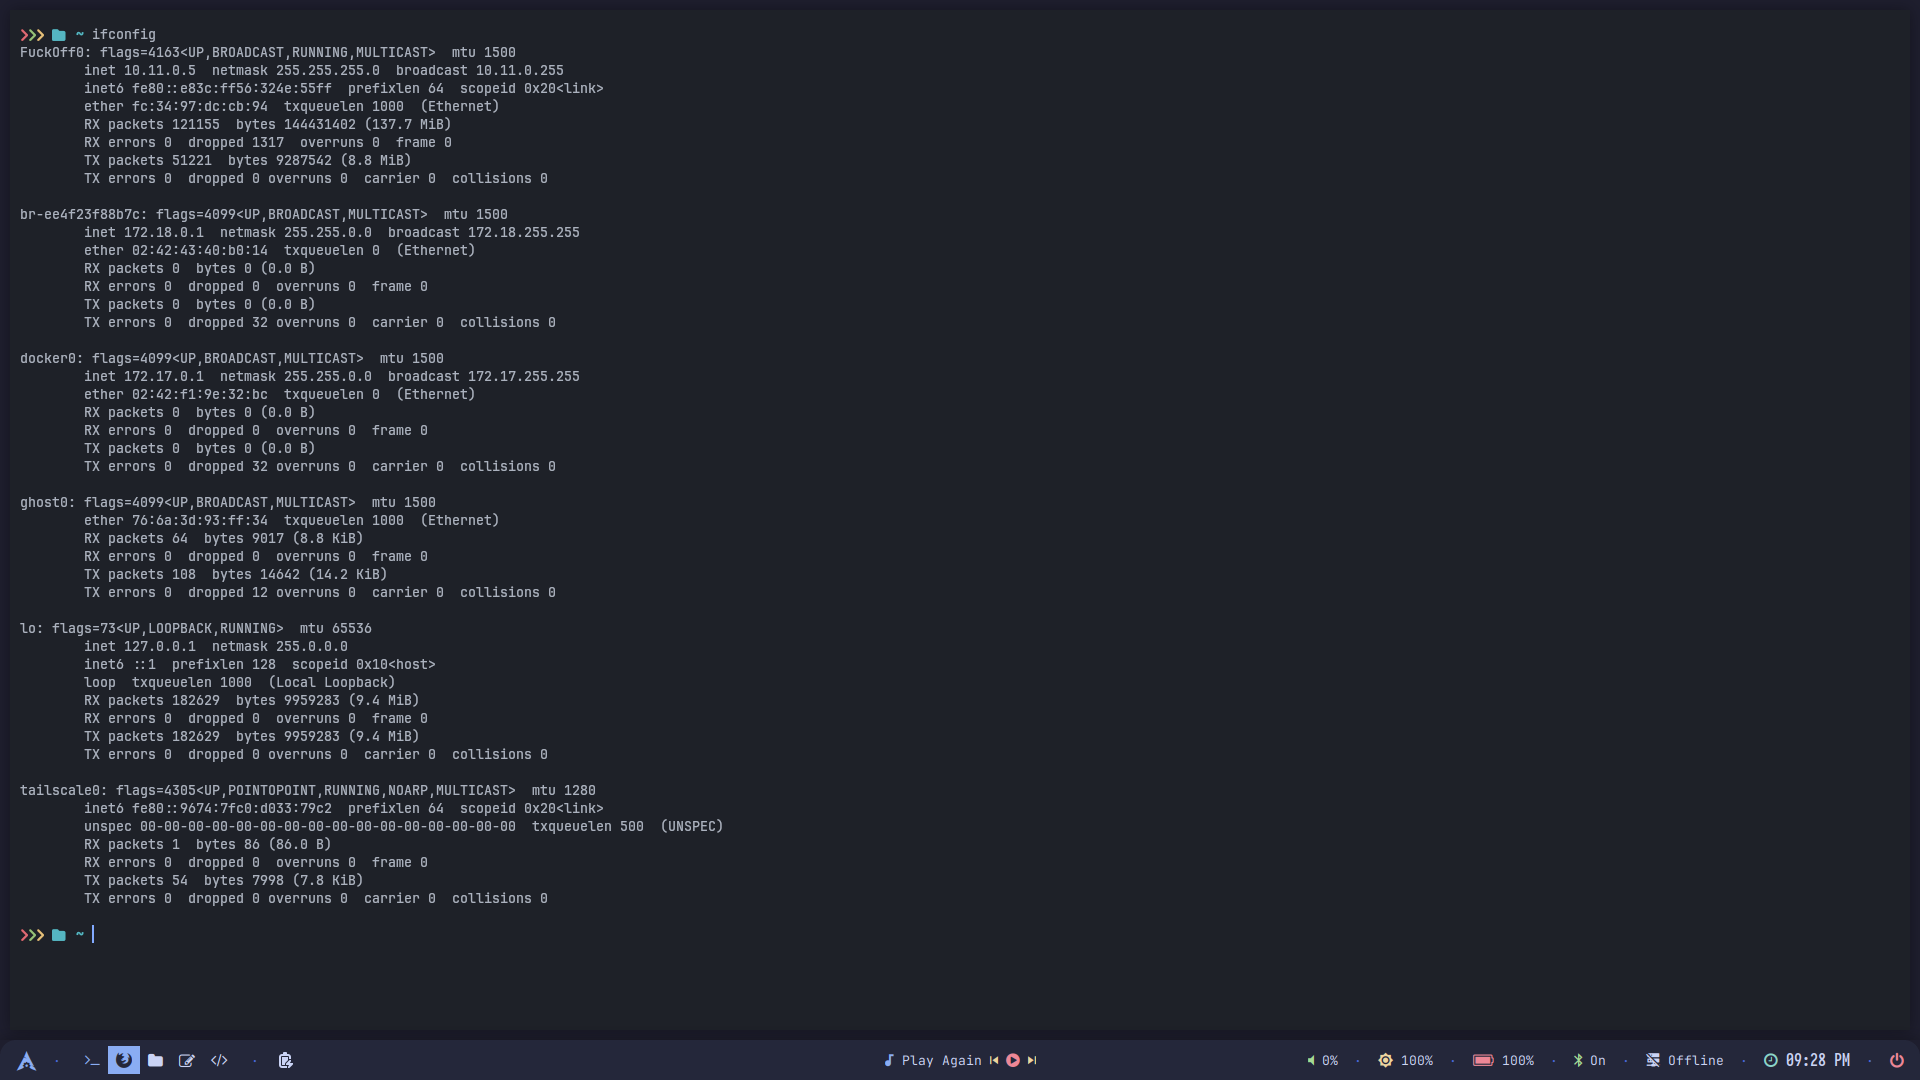 ~ ifconfig
FuckOff0: flags=4163<UP,BROADCAST,RUNNING,MULTICAST>  mtu 1500
        inet 10.11.0.5  netmask 255.255.255.0  broadcast 10.11.0.255
        inet6 fe80::e83c:ff56:324e:55ff  prefixlen 64  scopeid 0x20<link>
        ether fc:34:97:dc:cb:94  txqueuelen 1000  (Ethernet)
        RX packets 121155  bytes 144431402 (137.7 MiB)
        RX errors 0  dropped 1317  overruns 0  frame 0
        TX packets 51221  bytes 9287542 (8.8 MiB)
        TX errors 0  dropped 0 overruns 0  carrier 0  collisions 0

br-ee4f23f88b7c: flags=4099<UP,BROADCAST,MULTICAST>  mtu 1500
        inet 172.18.0.1  netmask 255.255.0.0  broadcast 172.18.255.255
        ether 02:42:43:40:b0:14  txqueuelen 0  (Ethernet)
        RX packets 0  bytes 0 (0.0 B)
        RX errors 0  dropped 0  overruns 0  frame 0
        TX packets 0  bytes 0 (0.0 B)
        TX errors 0  dropped 32 overruns 0  carrier 0  collisions 0

docker0: flags=4099<UP,BROADCAST,MULTICAST>  mtu 1500
        inet 172.17.0.1  netmask 255.255.0.0  broadcast 172.17.255.255
        ether 02:42:f1:9e:32:bc  txqueuelen 0  (Ethernet)
        RX packets 0  bytes 0 (0.0 B)
        RX errors 0  dropped 0  overruns 0  frame 0
        TX packets 0  bytes 0 (0.0 B)
        TX errors 0  dropped 32 overruns 0  carrier 0  collisions 0

ghost0: flags=4099<UP,BROADCAST,MULTICAST>  mtu 1500
        ether 76:6a:3d:93:ff:34  txqueuelen 1000  (Ethernet)
        RX packets 64  bytes 9017 (8.8 KiB)
        RX errors 0  dropped 0  overruns 0  frame 0
        TX packets 108  bytes 14642 (14.2 KiB)
        TX errors 0  dropped 12 overruns 0  carrier 0  collisions 0

lo: flags=73<UP,LOOPBACK,RUNNING>  mtu 65536
        inet 127.0.0.1  netmask 255.0.0.0
        inet6 ::1  prefixlen 128  scopeid 0x10<host>
        loop  txqueuelen 1000  (Local Loopback)
        RX packets 182629  bytes 9959283 (9.4 MiB)
        RX errors 0  dropped 0  overruns 0  frame 0
        TX packets 182629  bytes 9959283 (9.4 MiB)
        TX errors 0  dropped 0 overruns 0  carrier 0  collisions 0

tailscale0: flags=4305<UP,POINTOPOINT,RUNNING,NOARP,MULTICAST>  mtu 1280
        inet6 fe80::9674:7fc0:d033:79c2  prefixlen 64  scopeid 0x20<link>
        unspec 00-00-00-00-00-00-00-00-00-00-00-00-00-00-00-00  txqueuelen 500  (UNSPEC)
        RX packets 1  bytes 86 (86.0 B)
        RX errors 0  dropped 0  overruns 0  frame 0
        TX packets 54  bytes 7998 (7.8 KiB)
        TX errors 0  dropped 0 overruns 0  carrier 0  collisions 0

~
Play Again 0% 100% 100% On Offline 09:28 PM